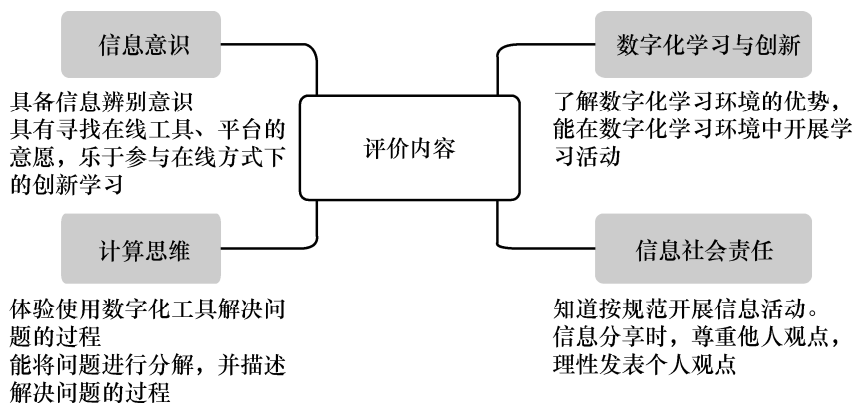 信息意识
具备信息辨别意识
具有寻找在线工具、平台的
意愿，乐于参与在线方式下
的创新学习
数字化学习与创新
了解数字化学习环境的优势，
能在数字化学习环境中开展学
习活动
评价内容
计算思维
体验使用数字化工具解决问
题的过程
能将问题进行分解，并描述
解决问题的过程
信息社会责任
知道按规范开展信息活动。
信息分享时，尊重他人观点，
理性发表个人观点